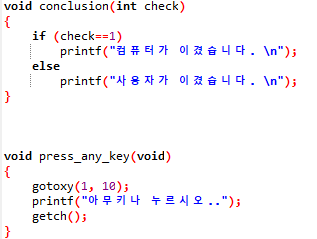 void conclusion(int check)
{
if (check==1)
printf("컴퓨터가 이겼습니다. \n");
else
printf("사용자가 이겼습니다. \n");
}
void press_any_key(void)
{
gotoxy(1, 10);
printf("아무키나 누르시오..");
getch();
}